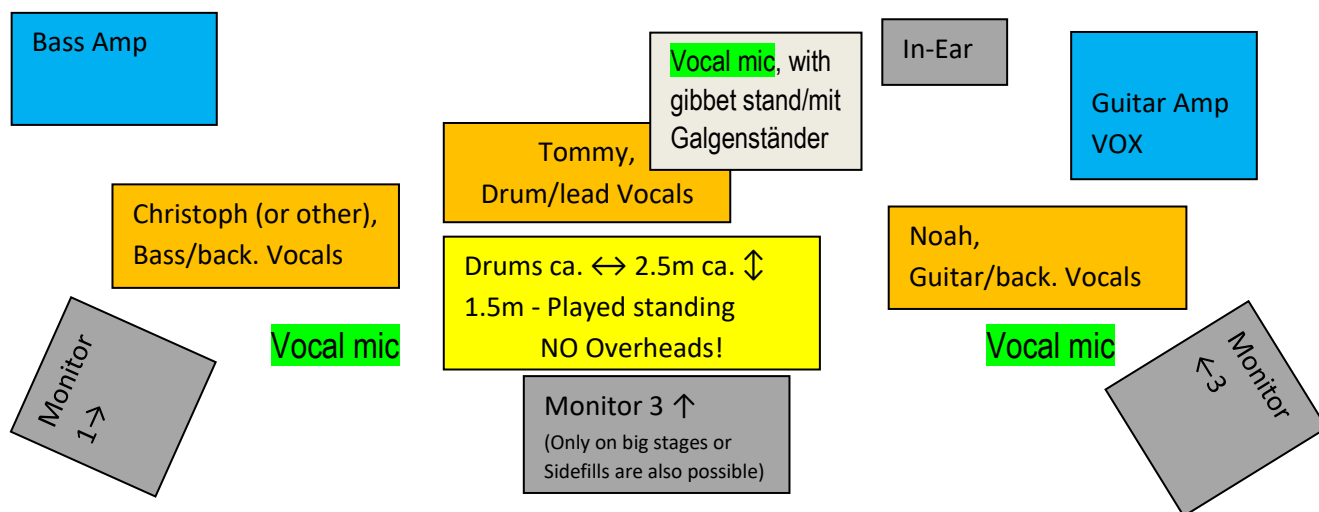 Bass Amp
Vocal mic, with
gibbet stand/mit
Galgenständer
In-Ear
Guitar Amp
VOX
Tommy,
Drum/lead Vocals
Christoph (or other),
Bass/back. Vocals
Noah,
Guitar/back. Vocals
Drums ca. ↔ 2.5m ca. ↕
1.5m - Played standing
NO Overheads!
Monitor
1→
Vocal mic
Vocal mic
Monitor
←3
Monitor 3 ↑
(Only on big stages or
Sidefills are also possible)